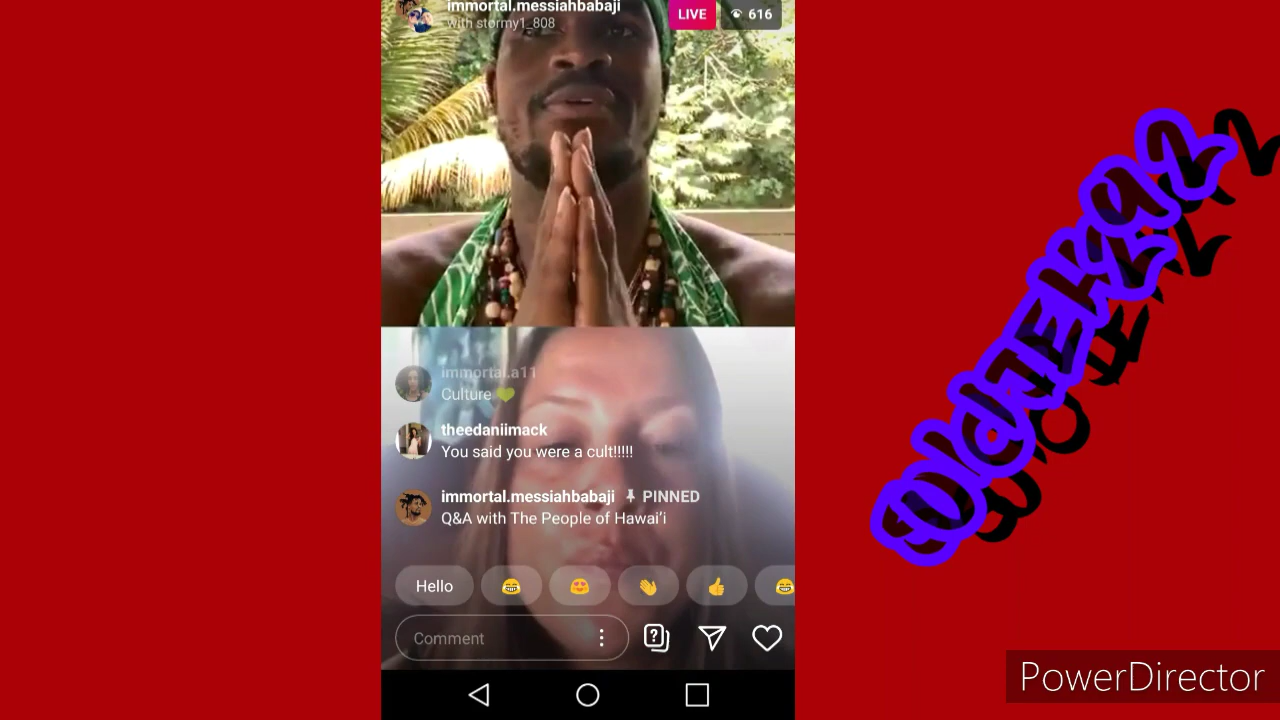 immortal.messiahbabaji
with stormy1_808
LIVE
616
immortal.a11
Culture 💚
theedaniimack
You said you were a cult!!!!!
immortal.messiahbabaji PINNED
Q&A with The People of Hawai'i
Hello 😂 😍 👋 👍 😂
Comment
PowerDirector